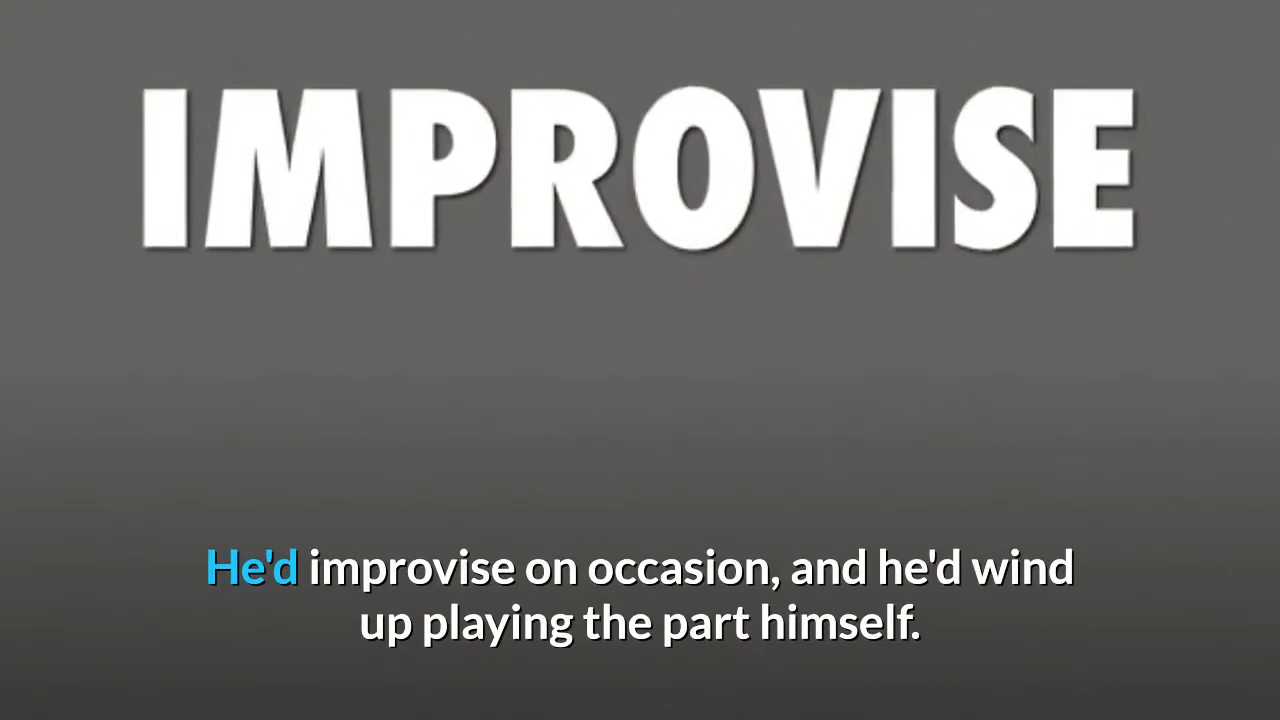 IMPROVISE
He'd improvise on occasion, and he'd wind
up playing the part himself.